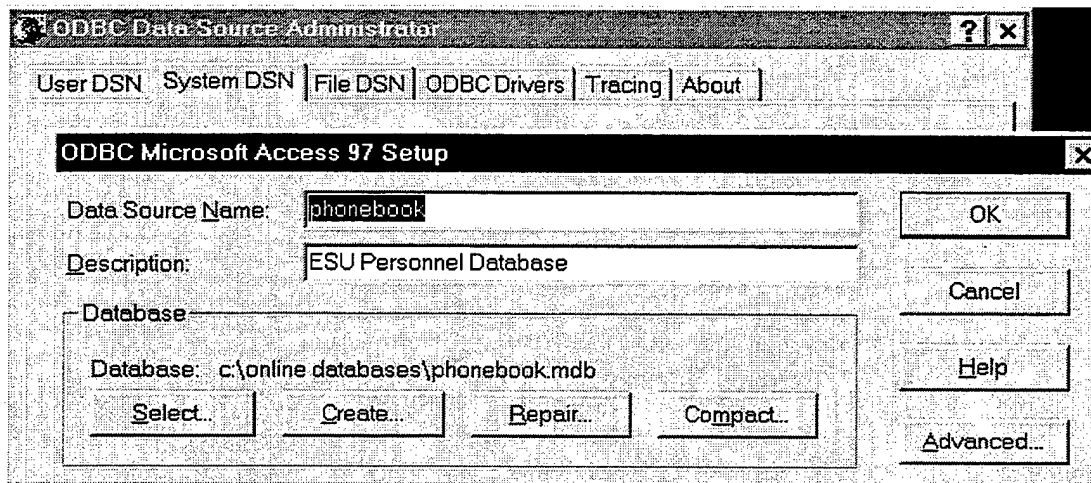 ODBC Data Source Administrator
User DSN System DSN File DSN ODBC Drivers Tracing About
ODBC Microsoft Access 97 Setup
Data Source Name: phonebook
OK
Description: ESU Personnel Database
Cancel
Database
Database: c:\online databases\phonebook.mdb
Help
Select... Create... Repair... Compact...
Advanced...